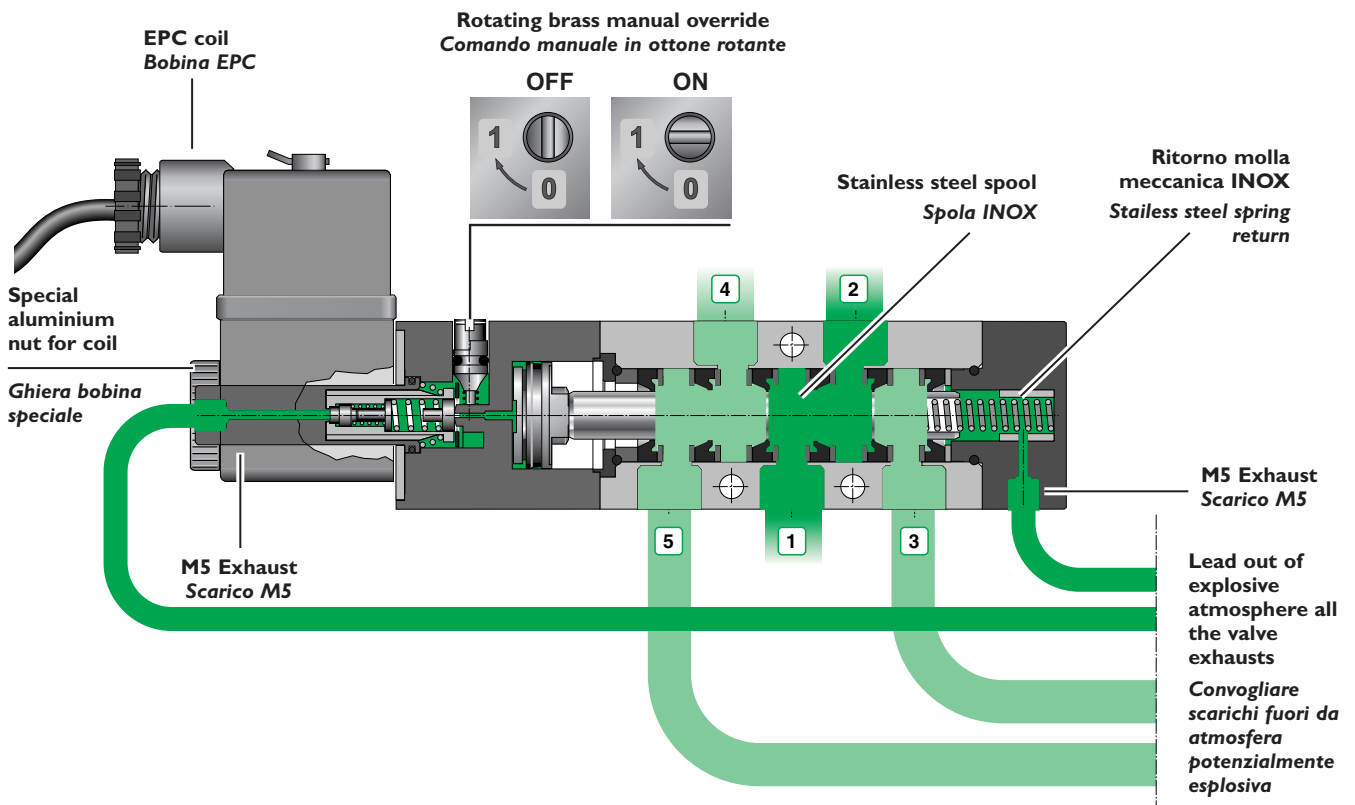 Rotating brass manual override
Comando manuale in ottone rotante
EPC coil
Bobina EPC
OFF
ON
1
0
1
0
Stainless steel spool
Spola INOX
Ritorno molla
meccanica INOX
Stailess steel spring
return
Special
aluminium
nut for coil
Ghiera bobina
speciale
4
2
5
1
3
M5 Exhaust
Scarico M5
M5 Exhaust
Scarico M5
Lead out of
explosive
atmosphere all
the valve
exhausts
Convogliare
scarichi fuori da
atmosfera
potenzialmente
esplosiva